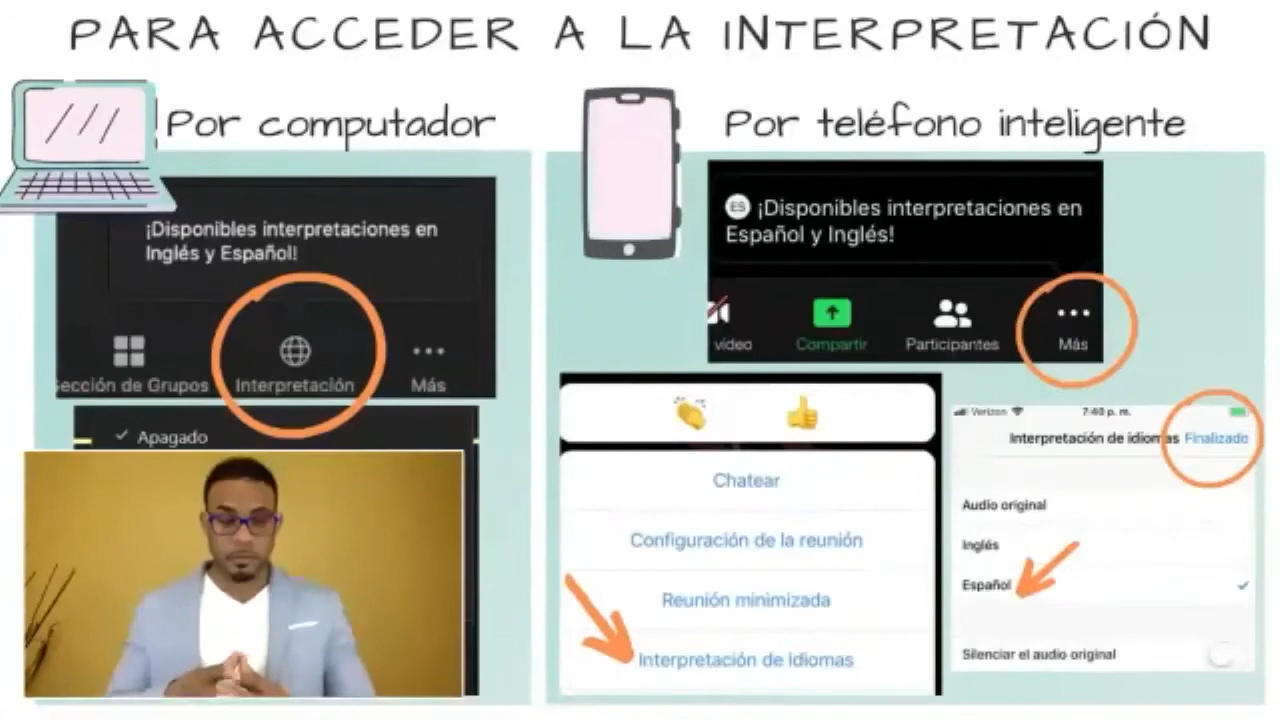 PARA ACCEDER A LA INTERPRETACIÓN
Por computador
¡Disponibles interpretaciones en
Inglés y Español!
Sección de Grupos
Interpretación
Más
✓ Apagado
Por teléfono inteligente
ES ¡Disponibles interpretaciones en
Español y Inglés!
vídeo
Compartir
Participantes
Más
Chatear
Configuración de la reunión
Reunión minimizada
Interpretación de Idiomas
Verizon 7:40 p. m.
Interpretación de idiomas Finalizado
Audio original
Inglés
Español
Silenciar el audio original